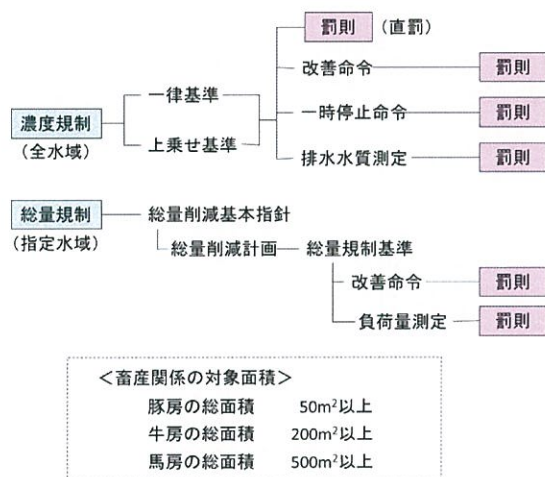 罰則 (直罰)
改善命令 罰則
一律基準
濃度規制 一時停止命令 罰則
(全水域) 上乗せ基準
排水水質測定 罰則
総量規制 総量削減基本指針
(指定水域)
総量削減計画 総量規制基準
改善命令 罰則
負荷量測定 罰則
<畜産関係の対象面積>
豚房の総面積 50m²以上
牛房の総面積 200m²以上
馬房の総面積 500m²以上